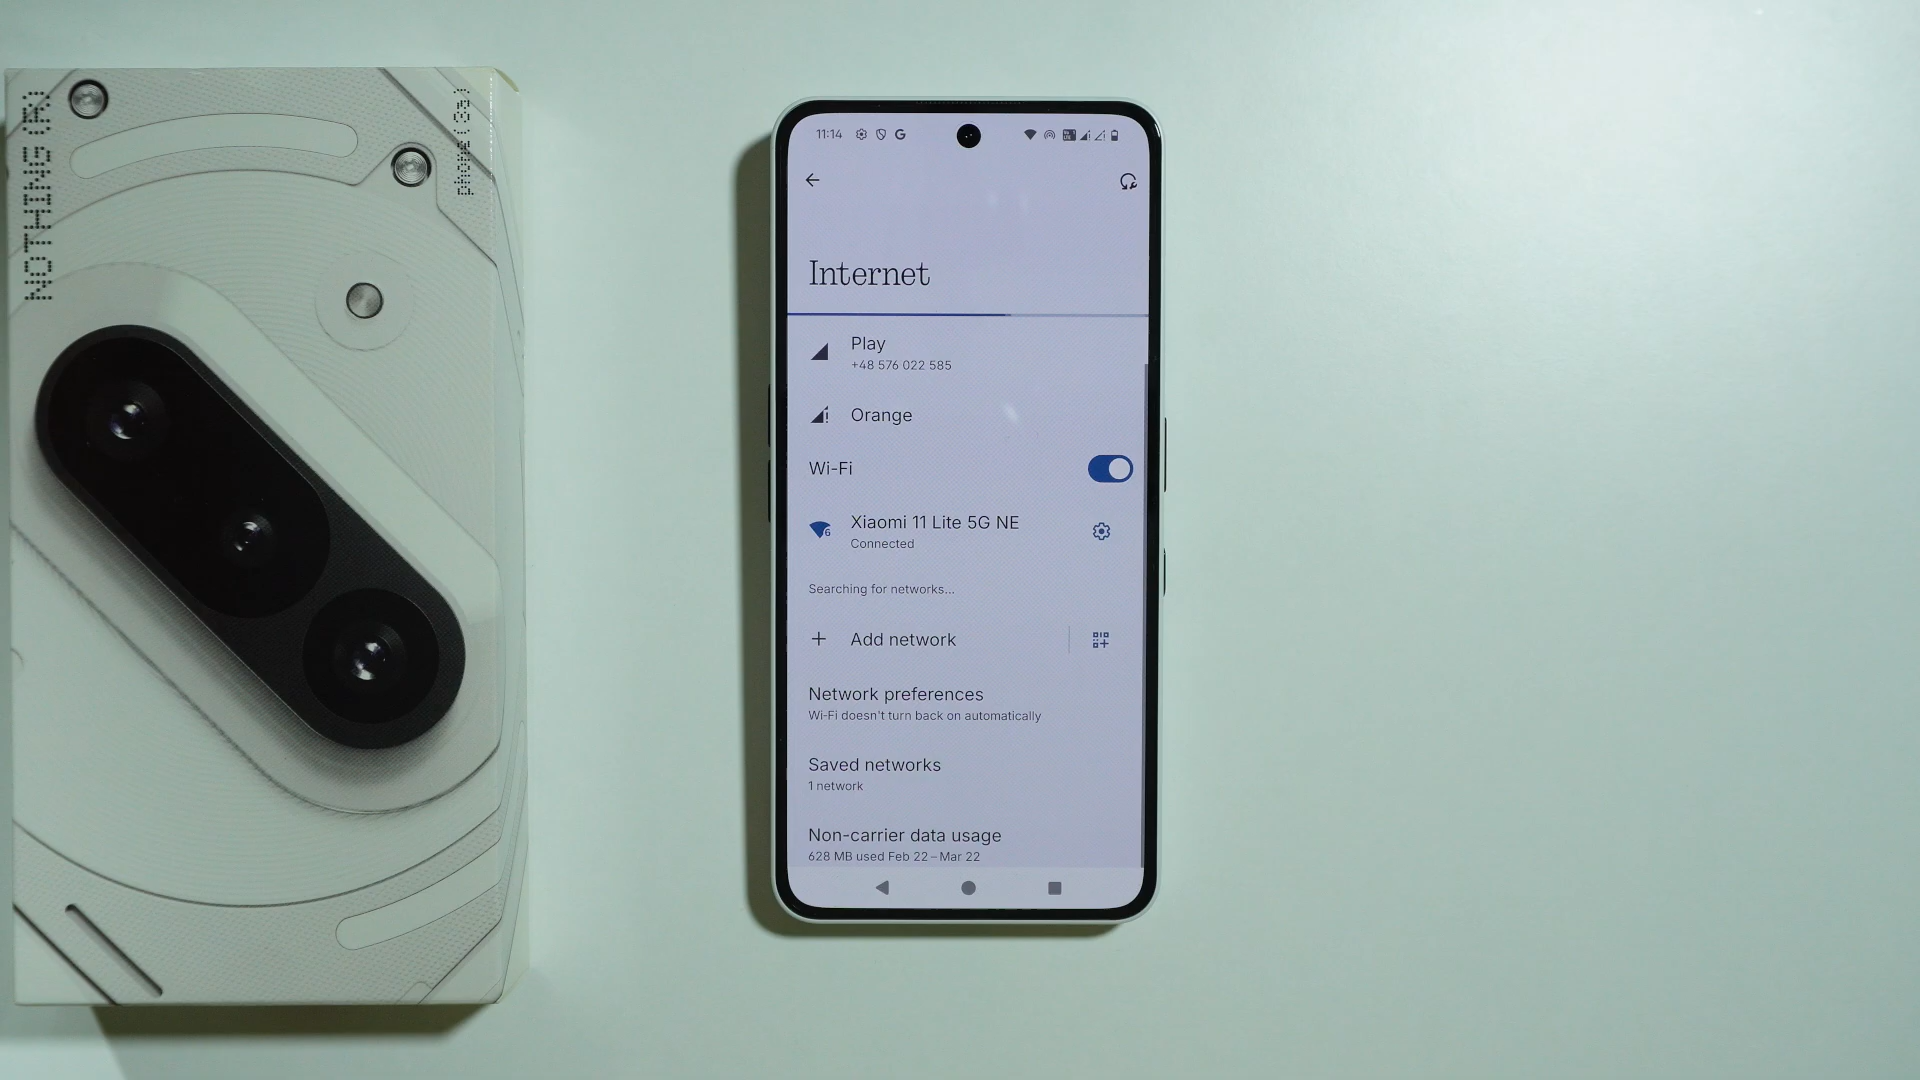 NOTHING (R)
phone (3a)
11:14
Internet
Play
+48 576 022 585
Orange
Wi-Fi
Xiaomi 11 Lite 5G NE
Connected
Searching for networks...
Add network
Network preferences
Wi-Fi doesn't turn back on automatically
Saved networks
1 network
Non-carrier data usage
628 MB used Feb 22 – Mar 22